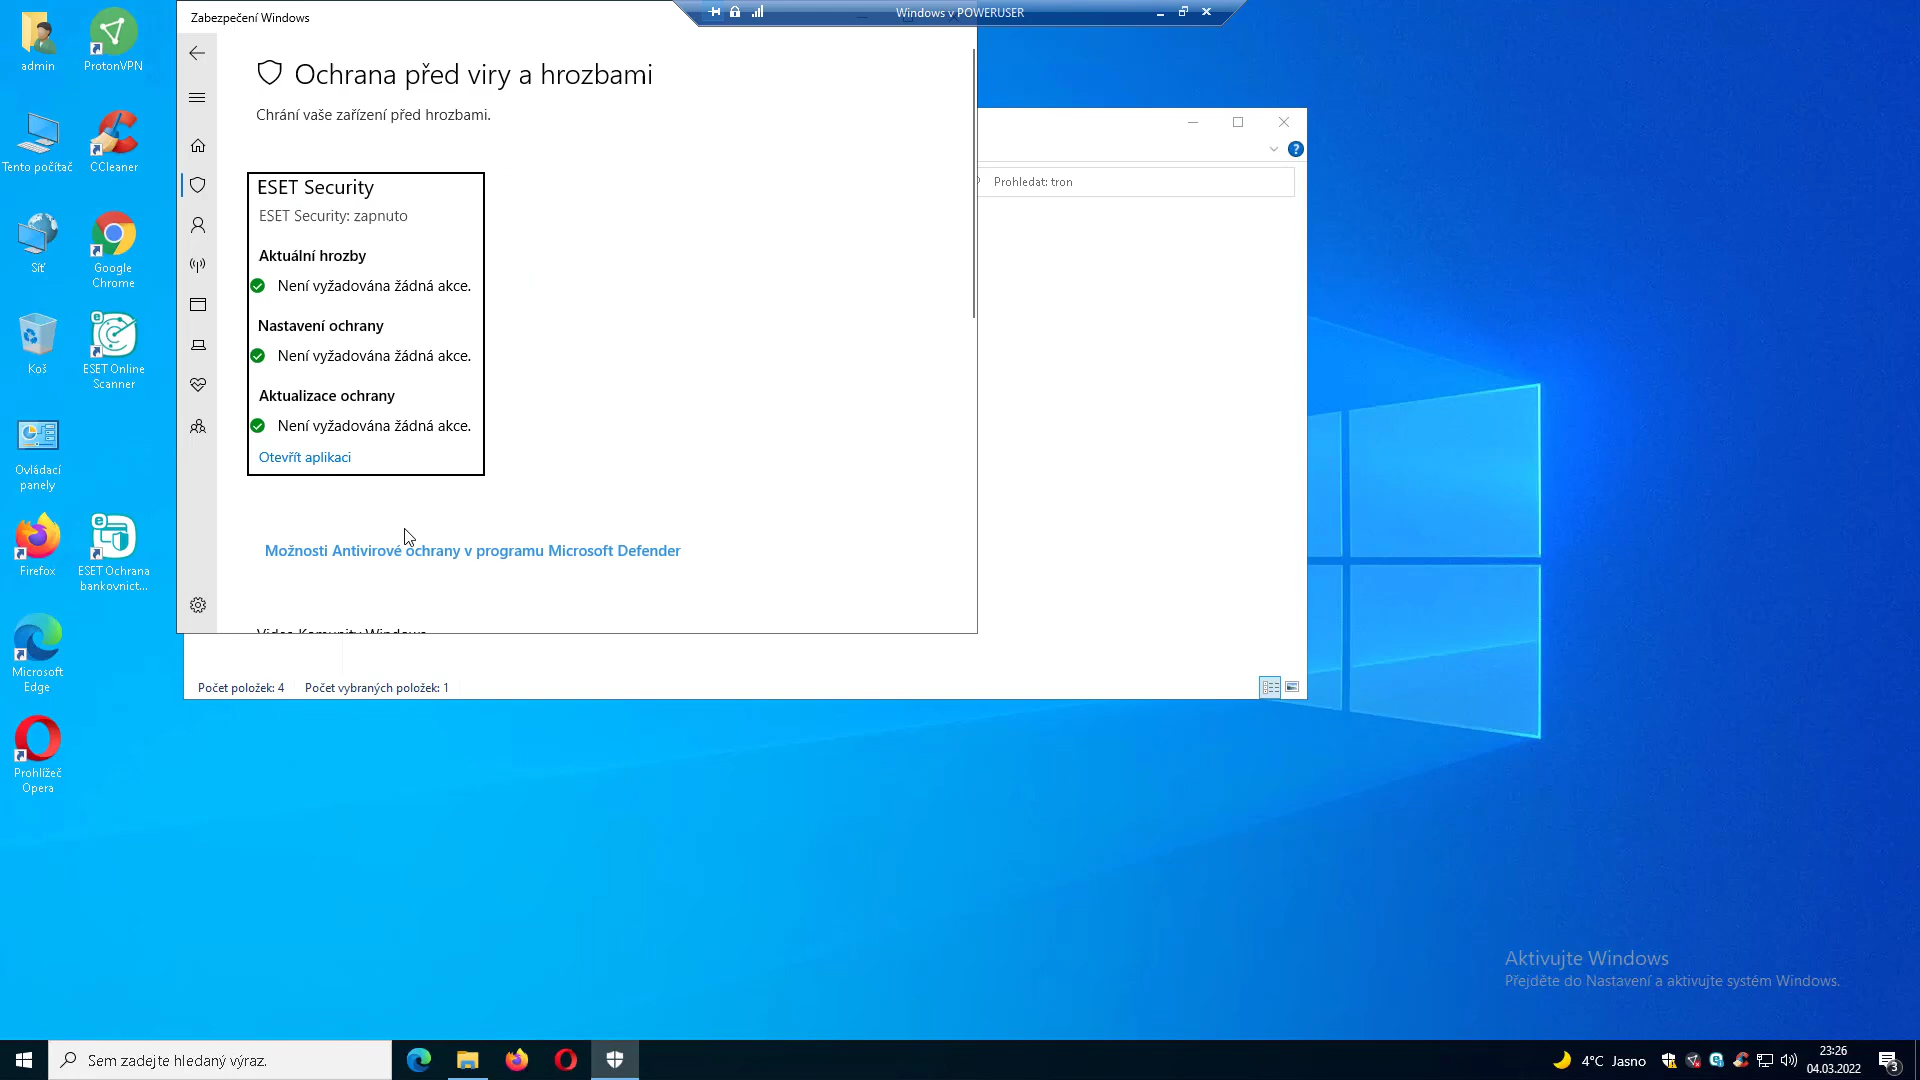 Windows v POWERUSER
Zabezpečení Windows
Ochrana před viry a hrozbami
Chrání vaše zařízení před hrozbami.
ESET Security
ESET Security: zapnuto
Aktuální hrozby
Není vyžadována žádná akce.
Nastavení ochrany
Není vyžadována žádná akce.
Aktualizace ochrany
Není vyžadována žádná akce.
Otevřít aplikaci
Možnosti Antivirové ochrany v programu Microsoft Defender
Prohledat: tron
Počet položek: 4
Počet vybraných položek: 1
admin
ProtonVPN
Tento počítač
CCleaner
Síť
Google
Chrome
Koš
ESET Online
Scanner
Ovládací
panely
Firefox
ESET Ochrana
bankovnict...
Microsoft
Edge
Prohlížeč
Opera
Aktivujte Windows
Přejděte do Nastavení a aktivujte systém Windows.
Sem zadejte hledaný výraz.
4°C Jasno
23:26
04.03.2022
3